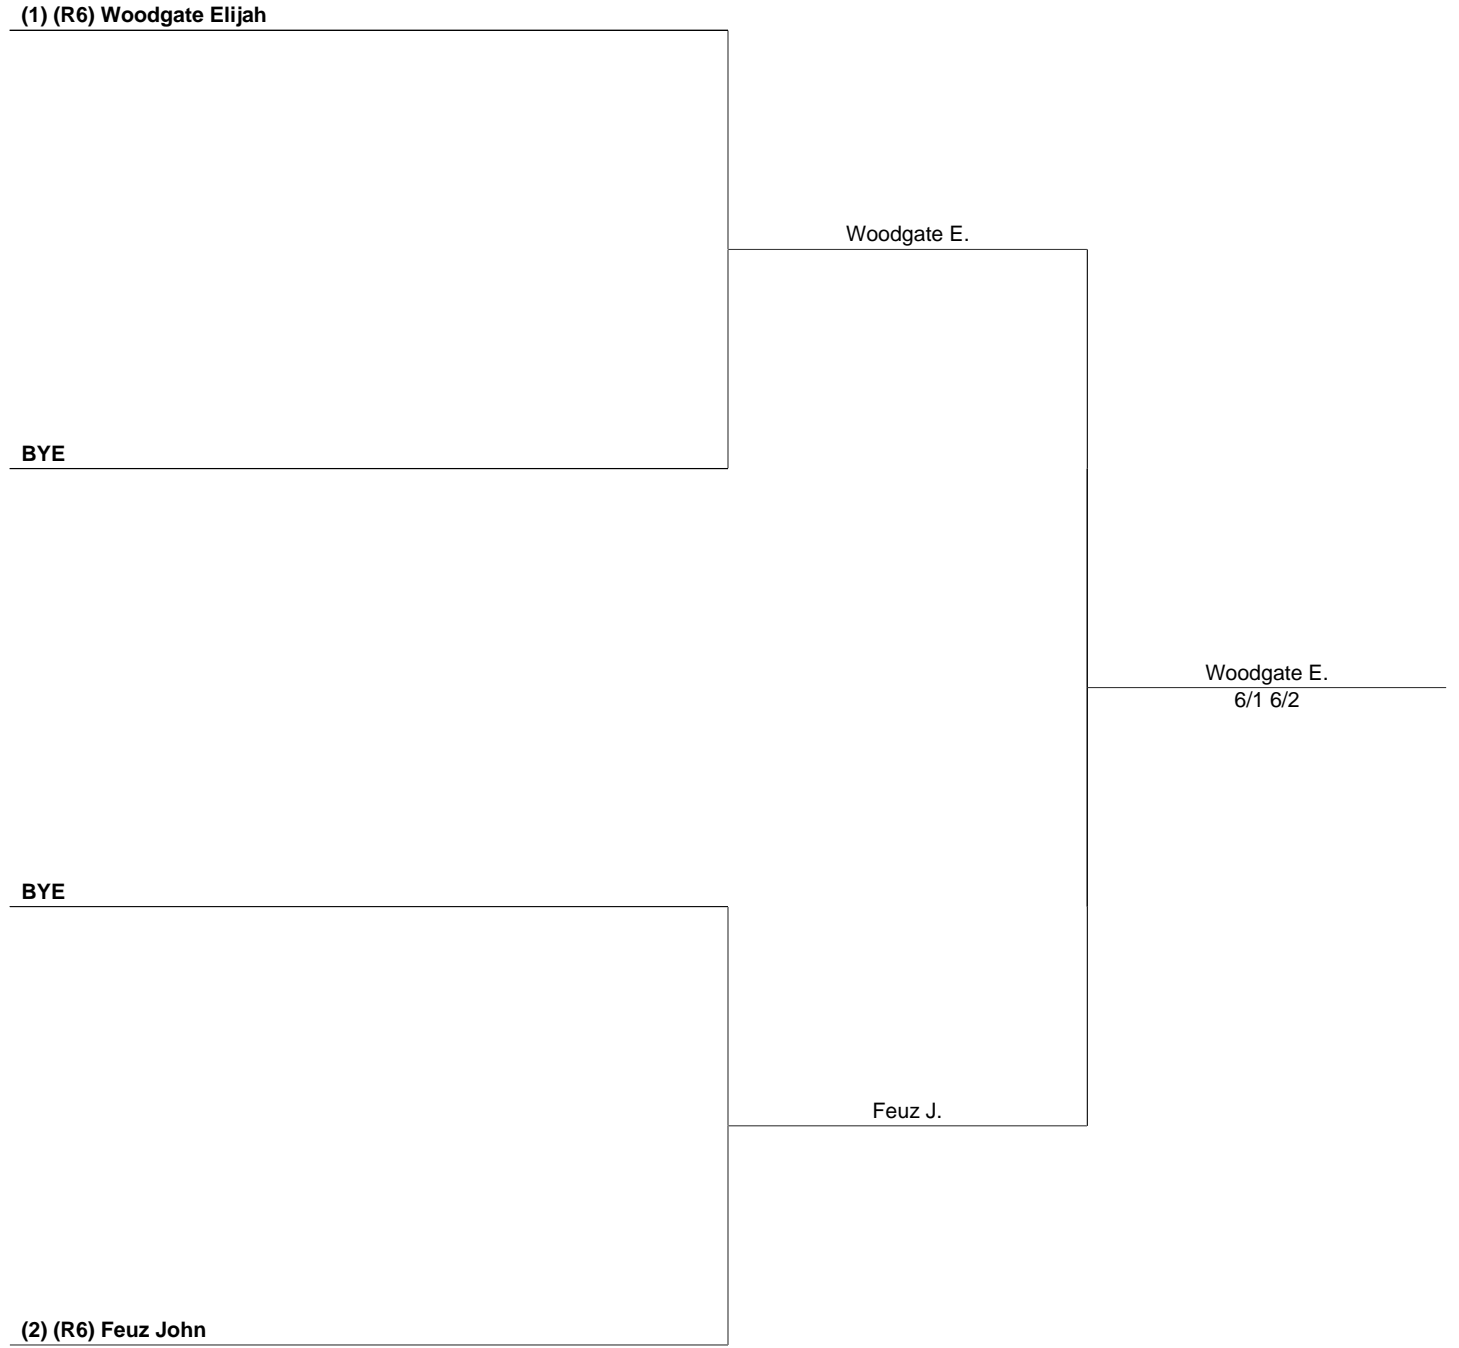 (1) (R6) Woodgate Elijah
Woodgate E.
BYE
Woodgate E.
6/1 6/2
BYE
Feuz J.
(2) (R6) Feuz John